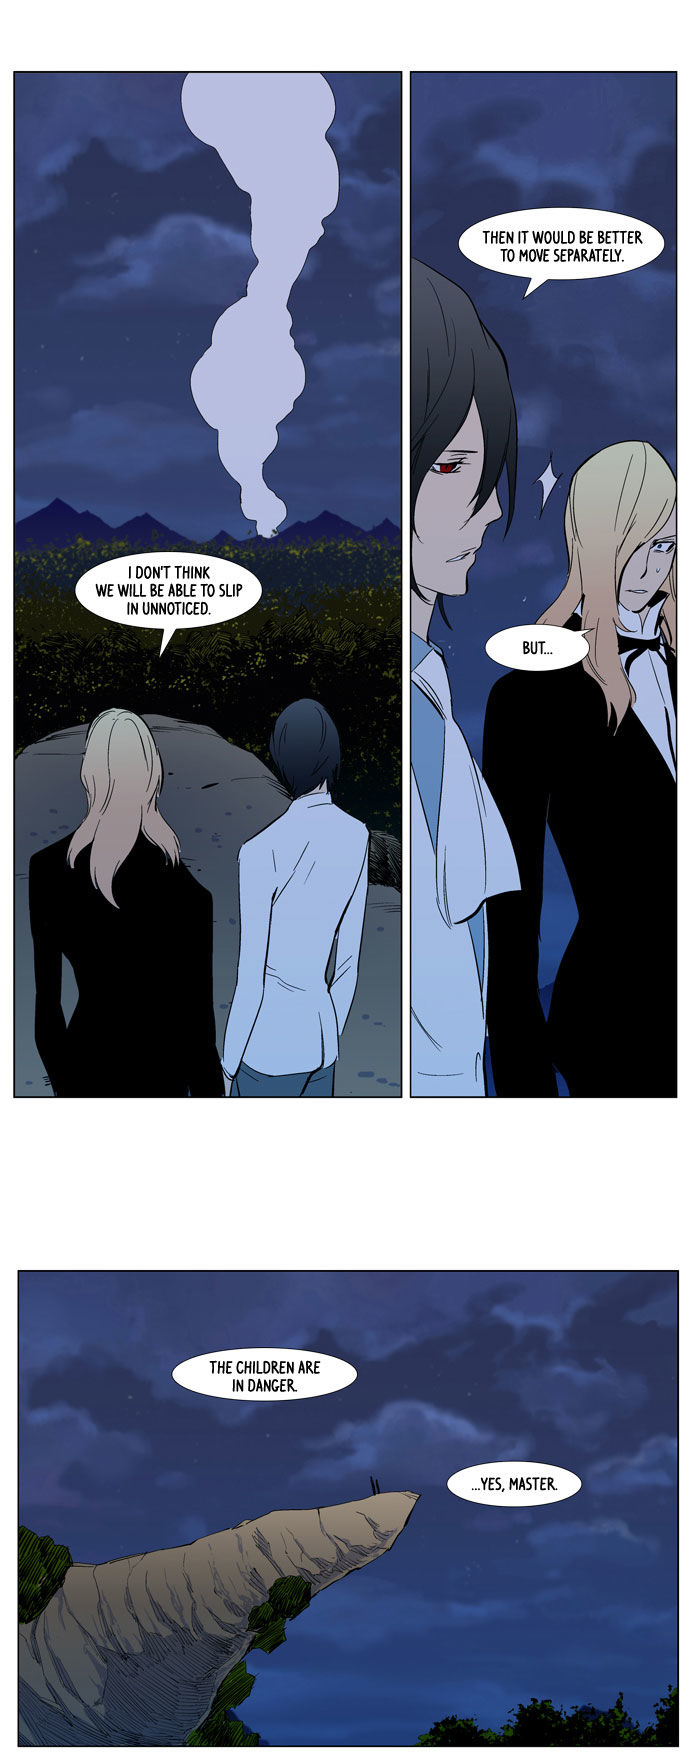 I DON'T THINK
WE WILL BE ABLE TO SLIP
IN UNNOTICED.
THEN IT WOULD BE BETTER
TO MOVE SEPARATELY.
BUT...
THE CHILDREN ARE
IN DANGER.
...YES, MASTER.